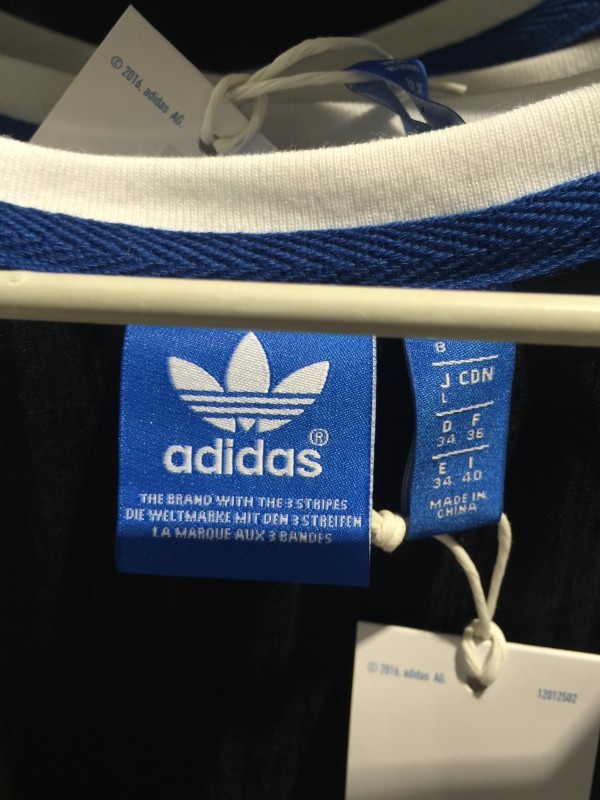 © 2016, adidas AG.
adidas®
THE BRAND WITH THE 3 STRIPES
DIE WELTMARKE MIT DEN 3 STREIFEN
LA MARQUE AUX 3 BANDES
8
J CDN
L
D F
34 36
E I
34 40
MADE IN
CHINA
© 2016, adidas AG.
12012502